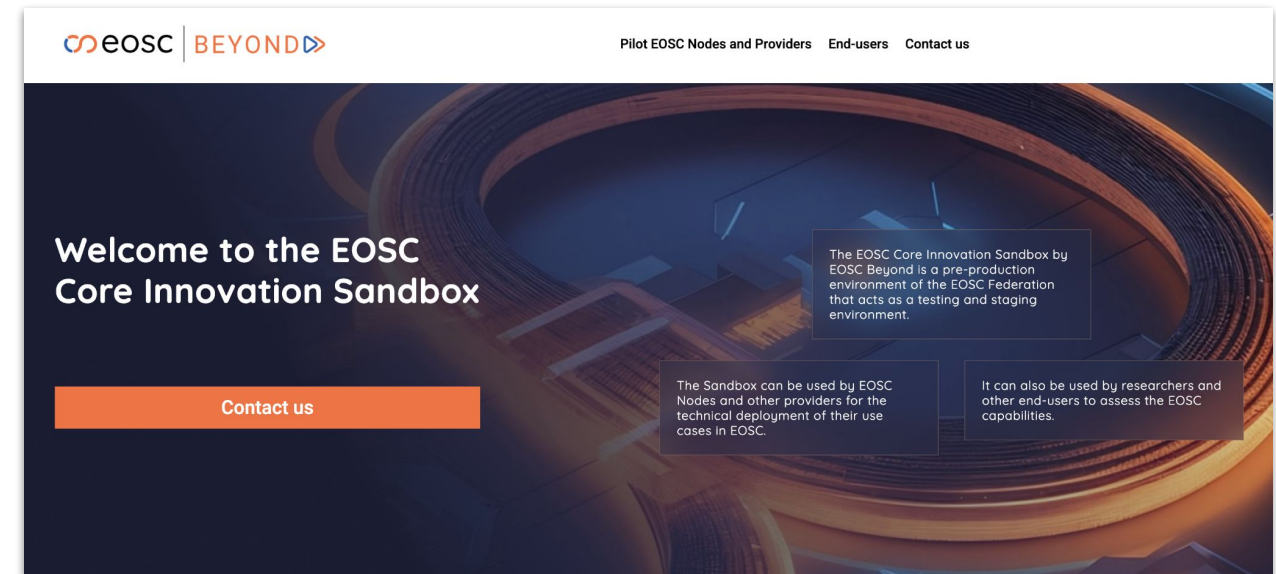 eosc BEYOND
Pilot EOSC Nodes and Providers End-users Contact us
Welcome to the EOSC
Core Innovation Sandbox
Contact us
The EOSC Core Innovation Sandbox by
EOSC Beyond is a pre-production
environment of the EOSC Federation
that acts as a testing and staging
environment.
The Sandbox can be used by EOSC
Nodes and other providers for the
technical deployment of their use
cases in EOSC.
It can also be used by researchers and
other end-users to assess the EOSC
capabilities.